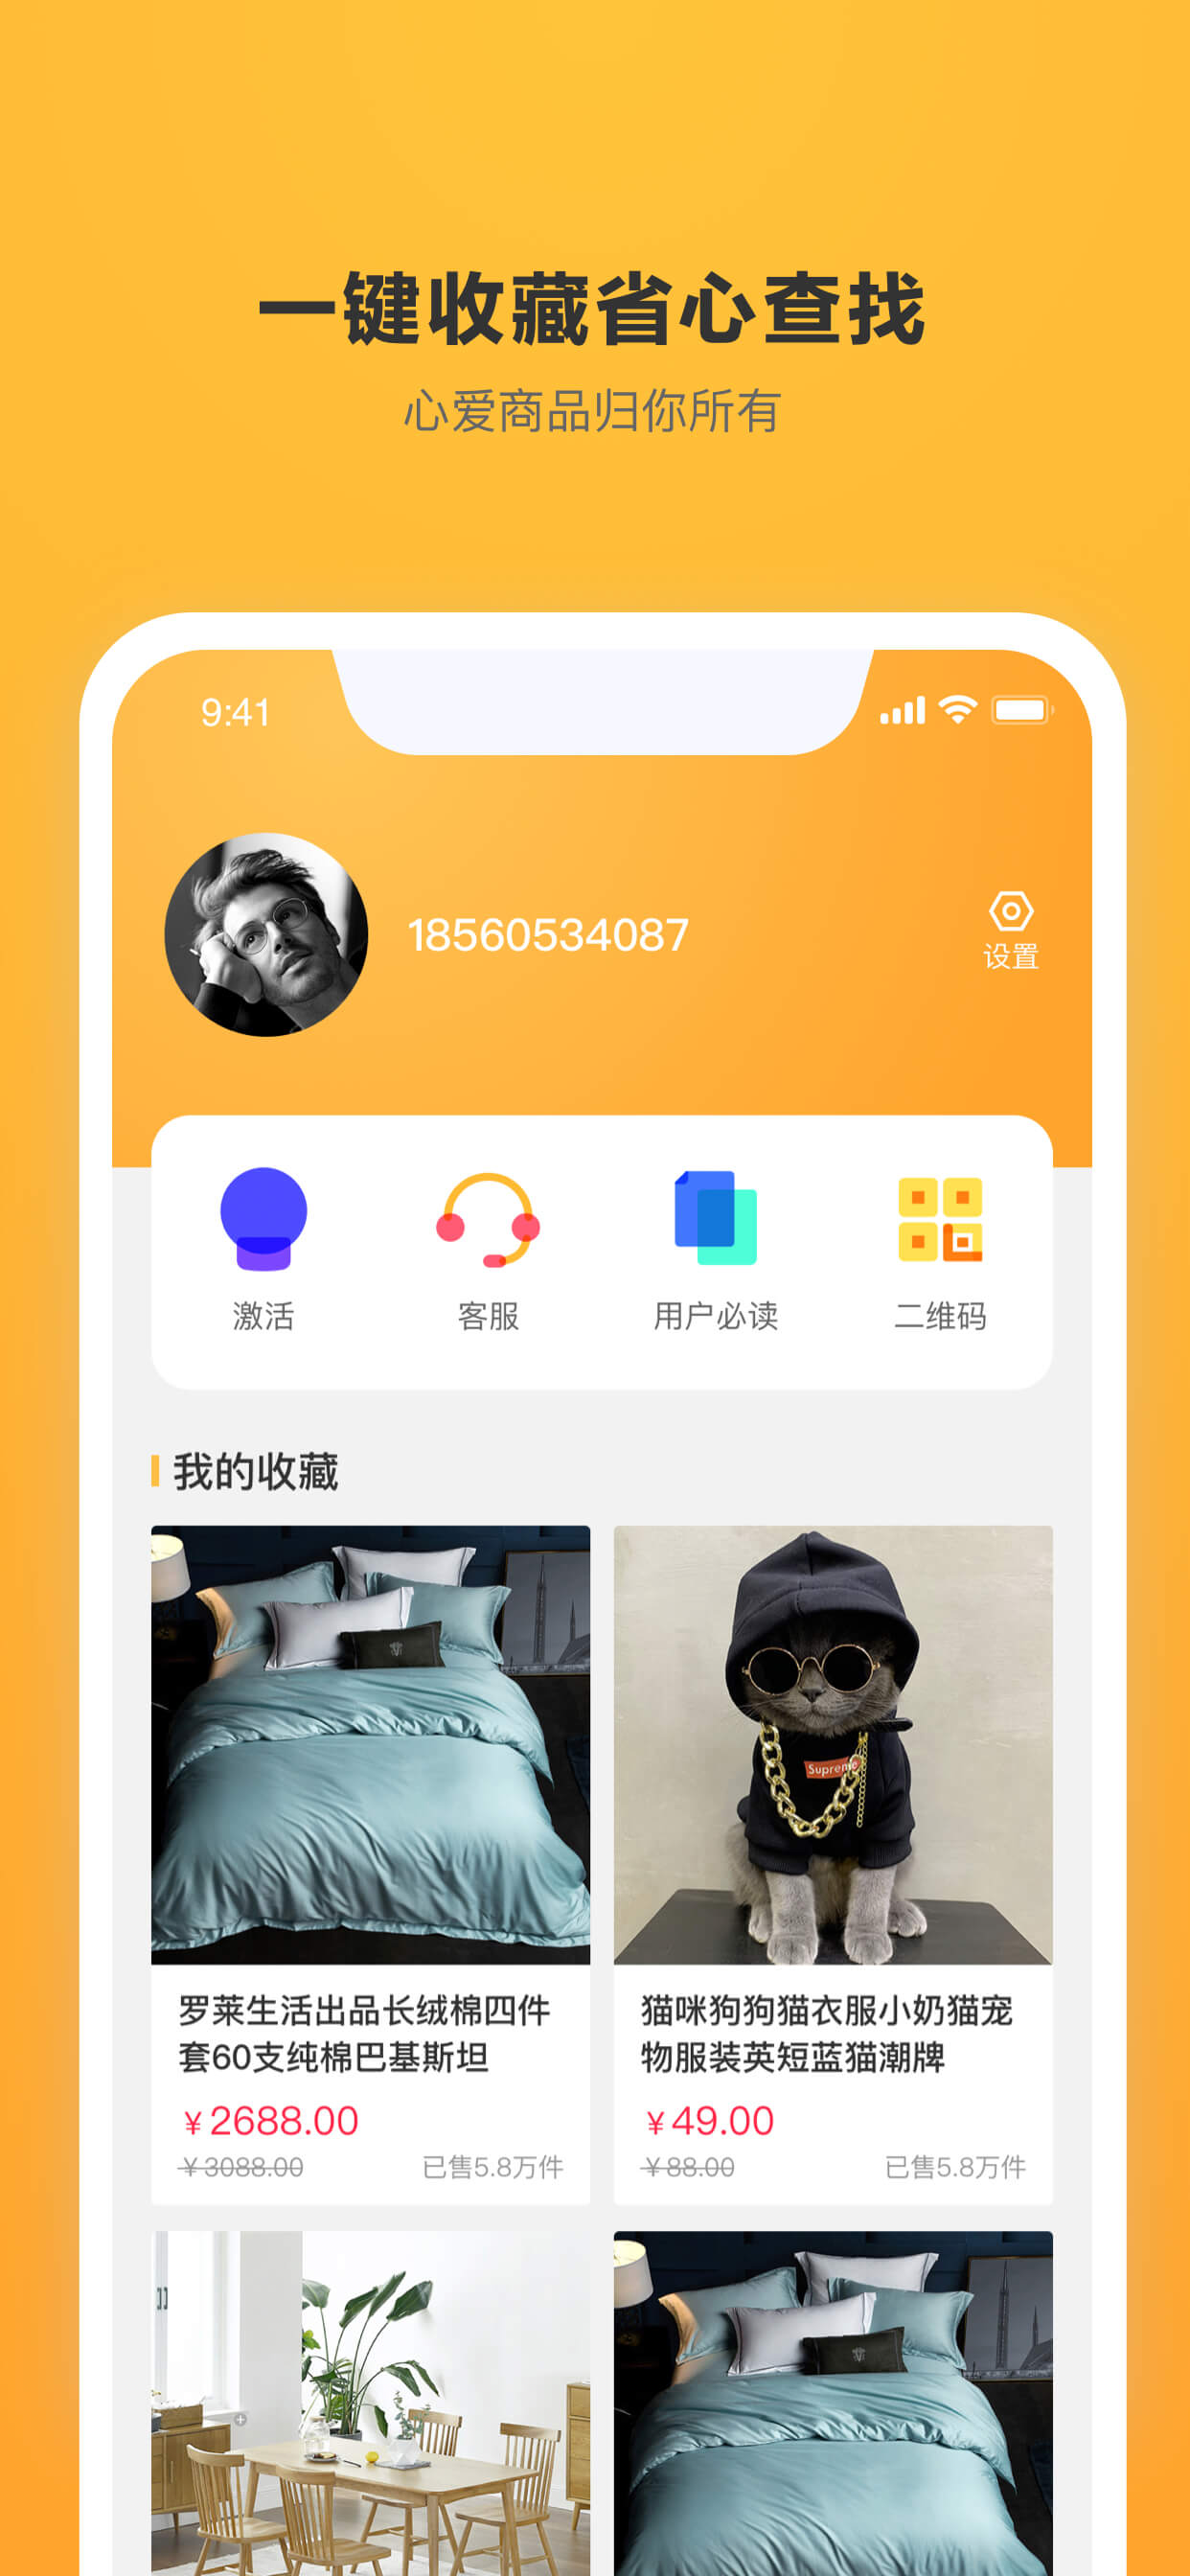 一键收藏省心查找
心爱商品归你所有
9:41
18560534087
设置
激活
客服
用户必读
二维码
我的收藏
Supreme
罗莱生活出品长绒棉四件
套60支纯棉巴基斯坦
¥2688.00
¥3088.00
已售5.8万件
猫咪狗狗猫衣服小奶猫宠
物服装英短蓝猫潮牌
¥49.00
¥88.00
已售5.8万件